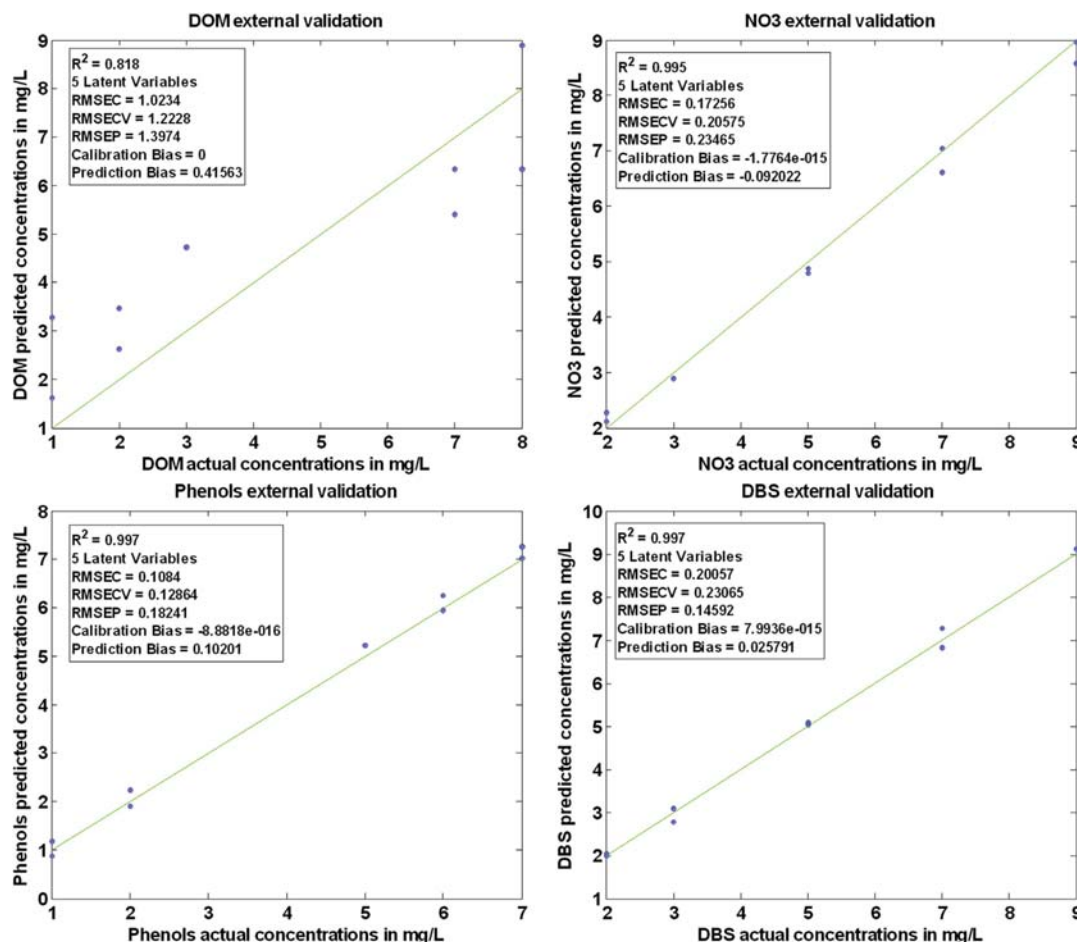 DOM external validation
9
8
7
6
5
4
3
2
1
DOM predicted concentrations in mg/L
R² = 0.818
5 Latent Variables
RMSEC = 1.0234
RMSECV = 1.2228
RMSEP = 1.3974
Calibration Bias = 0
Prediction Bias = 0.41563
1 2 3 4 5 6 7 8
DOM actual concentrations in mg/L
NO3 external validation
9
8
7
6
5
4
3
2
NO3 predicted concentrations in mg/L
R² = 0.995
5 Latent Variables
RMSEC = 0.17256
RMSECV = 0.20575
RMSEP = 0.23465
Calibration Bias = -1.7764e-015
Prediction Bias = -0.092022
2 3 4 5 6 7 8 9
NO3 actual concentrations in mg/L
Phenols external validation
8
7
6
5
4
3
2
1
0
Phenols predicted concentrations in mg/L
R² = 0.997
5 Latent Variables
RMSEC = 0.1084
RMSECV = 0.12864
RMSEP = 0.18241
Calibration Bias = -8.8818e-016
Prediction Bias = 0.10201
1 2 3 4 5 6 7
Phenols actual concentrations in mg/L
DBS external validation
10
9
8
7
6
5
4
3
2
1
DBS predicted concentrations in mg/L
R² = 0.997
5 Latent Variables
RMSEC = 0.20057
RMSECV = 0.23065
RMSEP = 0.14592
Calibration Bias = 7.9936e-015
Prediction Bias = 0.025791
2 3 4 5 6 7 8 9
DBS actual concentrations in mg/L